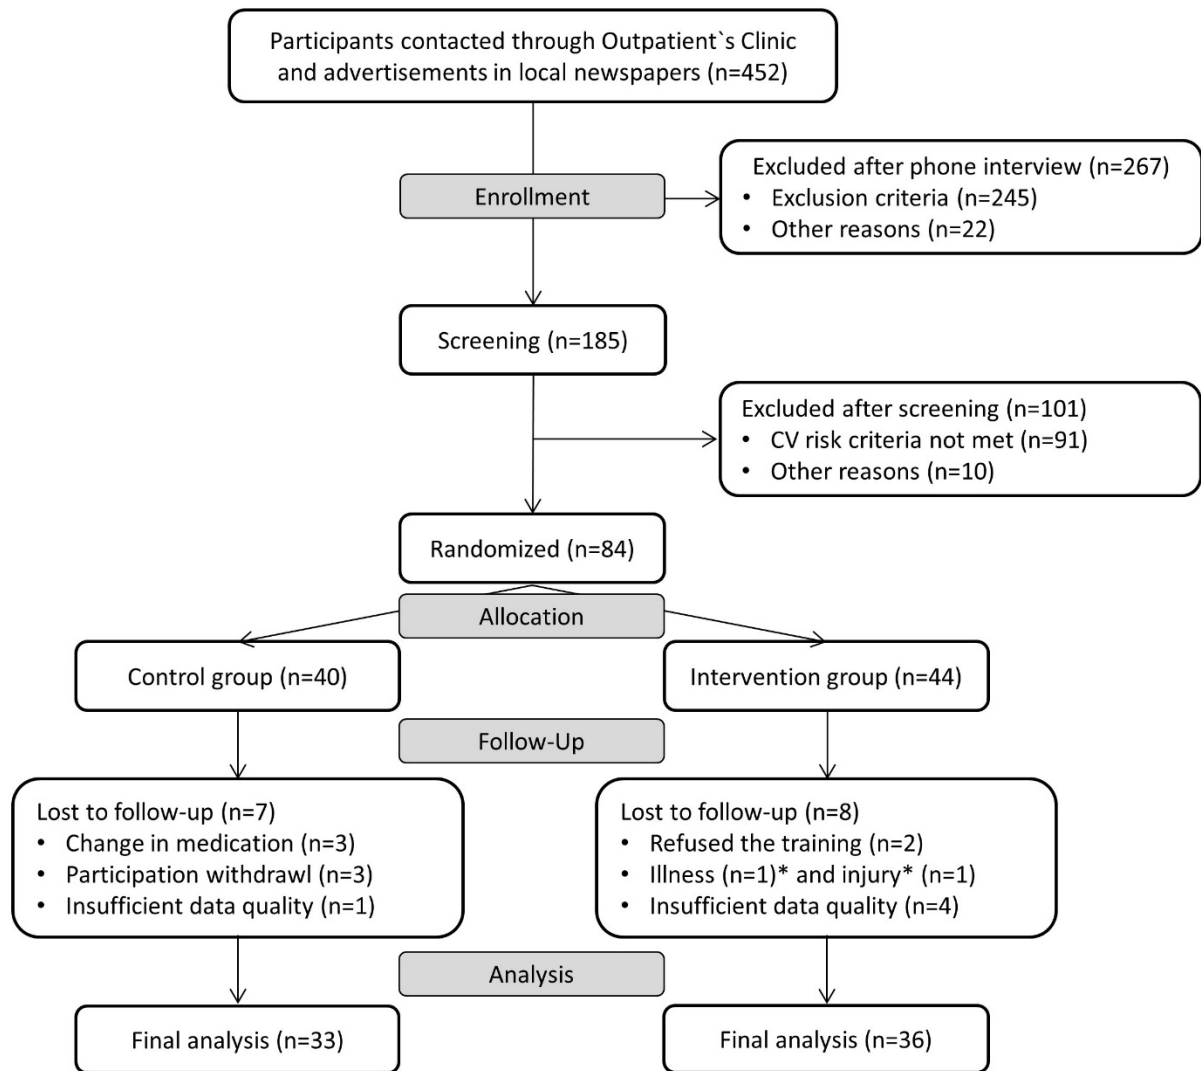 Participants contacted through Outpatient`s Clinic
and advertisements in local newspapers (n=452)
Excluded after phone interview (n=267)
• Exclusion criteria (n=245)
• Other reasons (n=22)
Enrollment
Screening (n=185)
Excluded after screening (n=101)
• CV risk criteria not met (n=91)
• Other reasons (n=10)
Randomized (n=84)
Allocation
Control group (n=40)
Intervention group (n=44)
Follow-Up
Lost to follow-up (n=7)
• Change in medication (n=3)
• Participation withdrawl (n=3)
• Insufficient data quality (n=1)
Lost to follow-up (n=8)
• Refused the training (n=2)
• Illness (n=1)* and injury* (n=1)
• Insufficient data quality (n=4)
Analysis
Final analysis (n=33)
Final analysis (n=36)